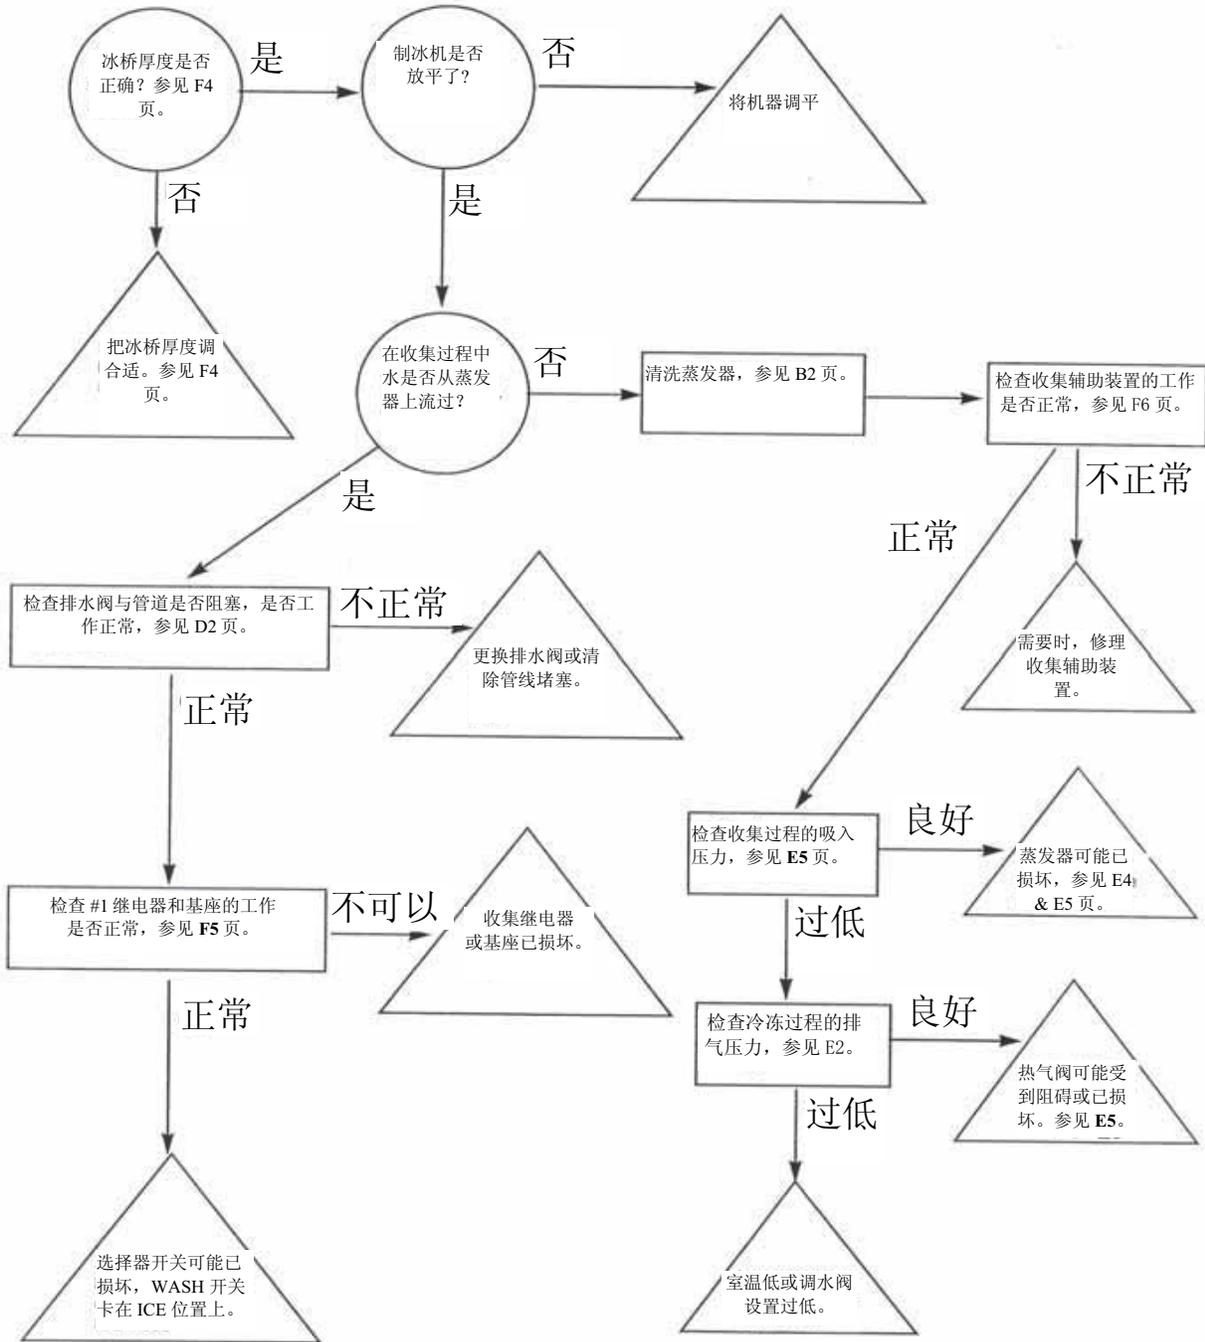 冰桥厚度是否
正确？参见 F4
页。
是
制冰机是否
放平了？
否
将机器调平
否
是
把冰桥厚度调
合适。参见 F4
页。
在收集过程中
水是否从蒸发
器上流过？
否
清洗蒸发器，参见 B2 页。
检查收集辅助装置的工作
是否正常，参见 F6 页。
是
正常
不正常
检查排水阀与管道是否阻塞，是否工
作正常，参见 D2 页。
不正常
更换排水阀或清
除管线堵塞。
需要时，修理
收集辅助装
置。
正常
检查收集过程的吸入
压力，参见 E5 页。
良好
蒸发器可能已
损坏，参见 E4
& E5 页。
检查 #1 继电器和基座的工作
是否正常，参见 F5 页。
不可以
收集继电器
或基座已损坏。
过低
正常
检查冷冻过程的排
气压力，参见 E2。
良好
热气阀可能受
到阻碍或已损
坏。参见 E5。
过低
选择器开关可能已
损坏，WASH 开关
卡在 ICE 位置上。
室温低或调水阀
设置过低。